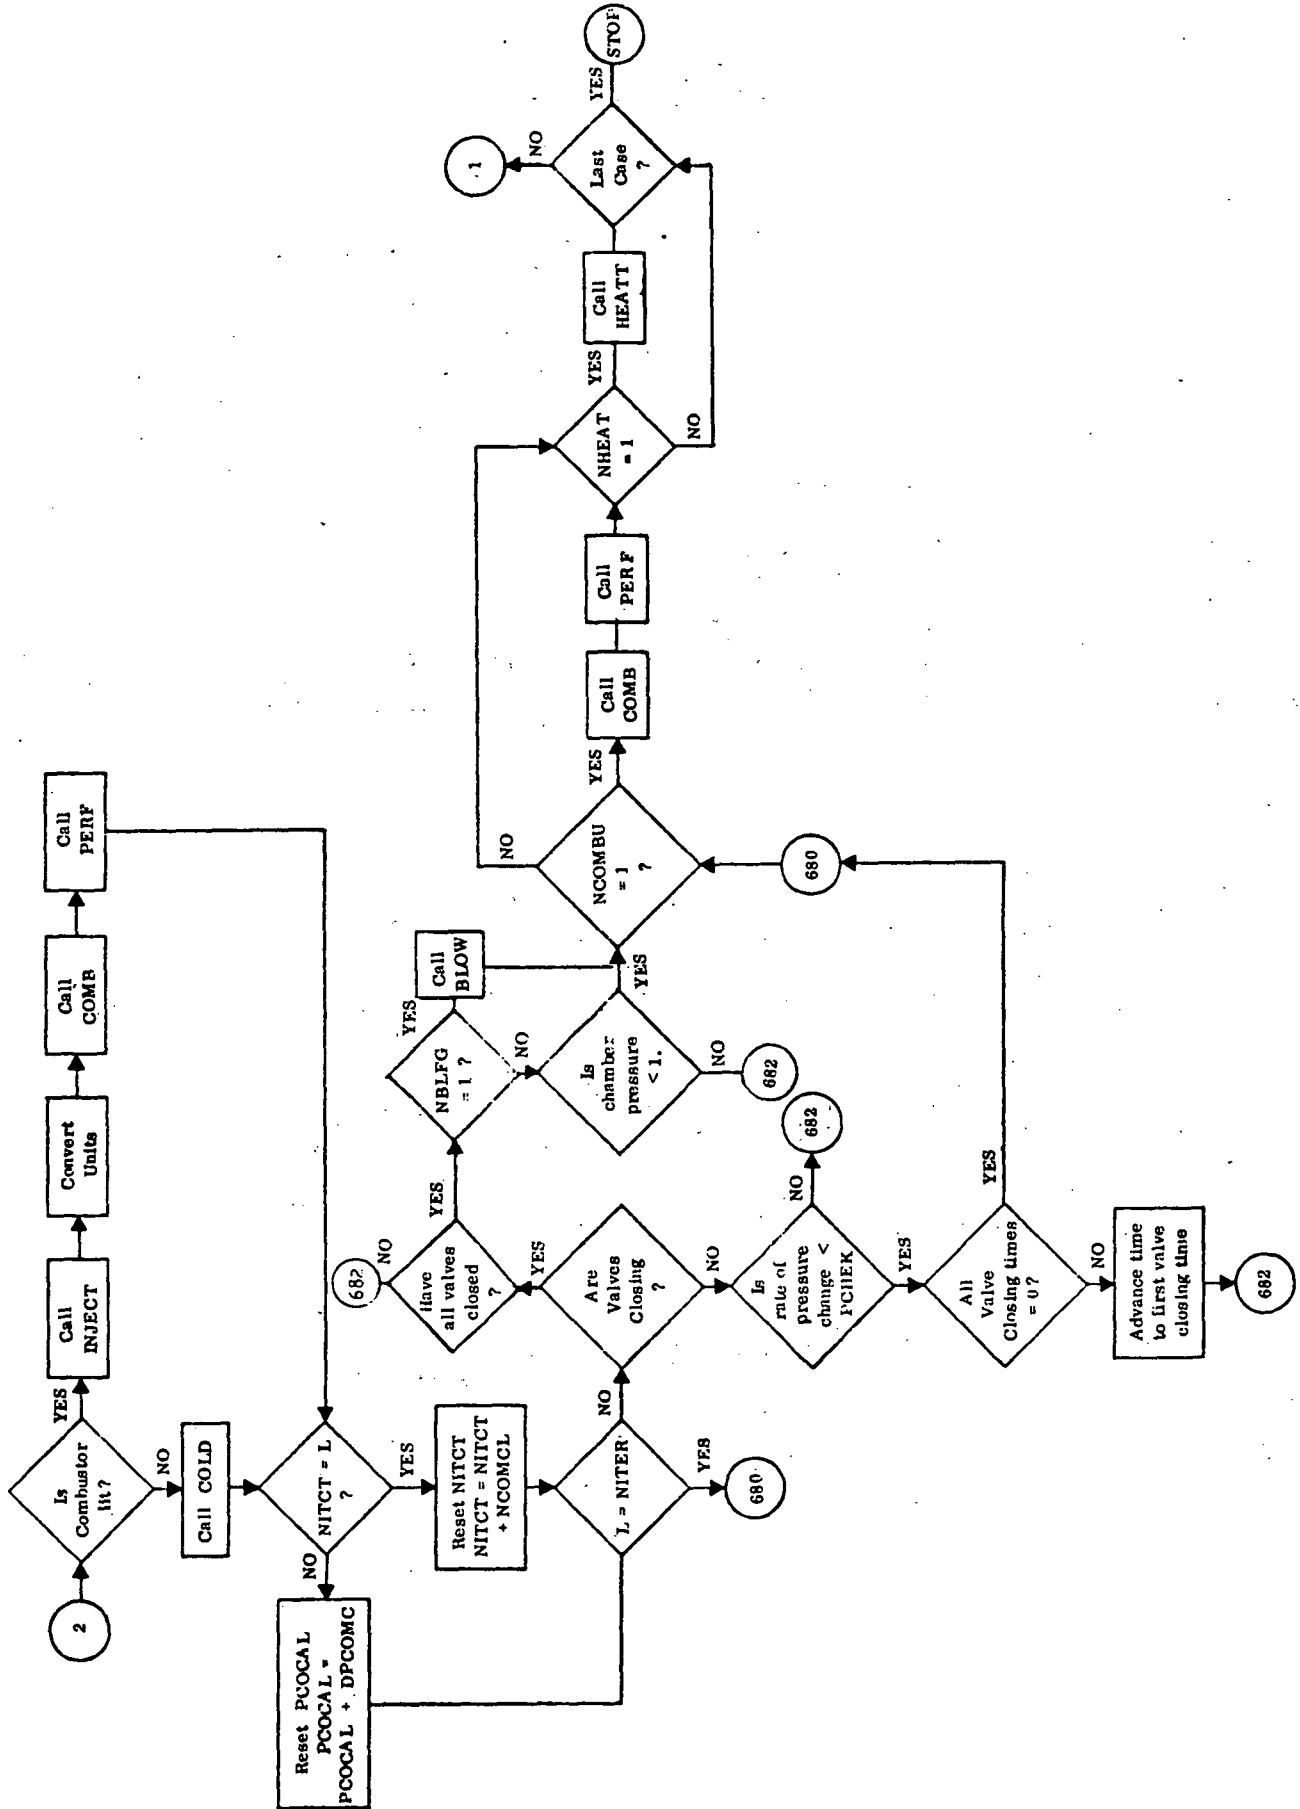 2
Is
Combustor
lit?
YES
Call
INJECT
Convert
Units
Call
COMB
Call
PERF
NO
Call COLD
NITCT = L
?
NO
Reset PCOCAL
PCOCAL =
PCOCAL + DPCOMC
YES
Reset NITCT
NITCT = NITCT
+ NCOMCL
L = NITER
YES
680
NO
Are
Valves
Closing
?
YES
Have
all valves
closed
?
NO
682
YES
NBLFG
= 1 ?
YES
Call
BLOW
NO
Is
chamber
pressure
< 1.
NO
682
YES
NO
Is
rate of
pressure
change <
PCHEK
NO
682
YES
All
Valve
Closing times
= 0 ?
YES
680
NO
Advance time
to first valve
closing time
682
NCOMBU
= 1
?
NO
YES
Call
COMB
Call
PERF
NHEAT
= 1
NO
YES
Call
HEATT
Last
Case
?
NO
1
YES
STOP